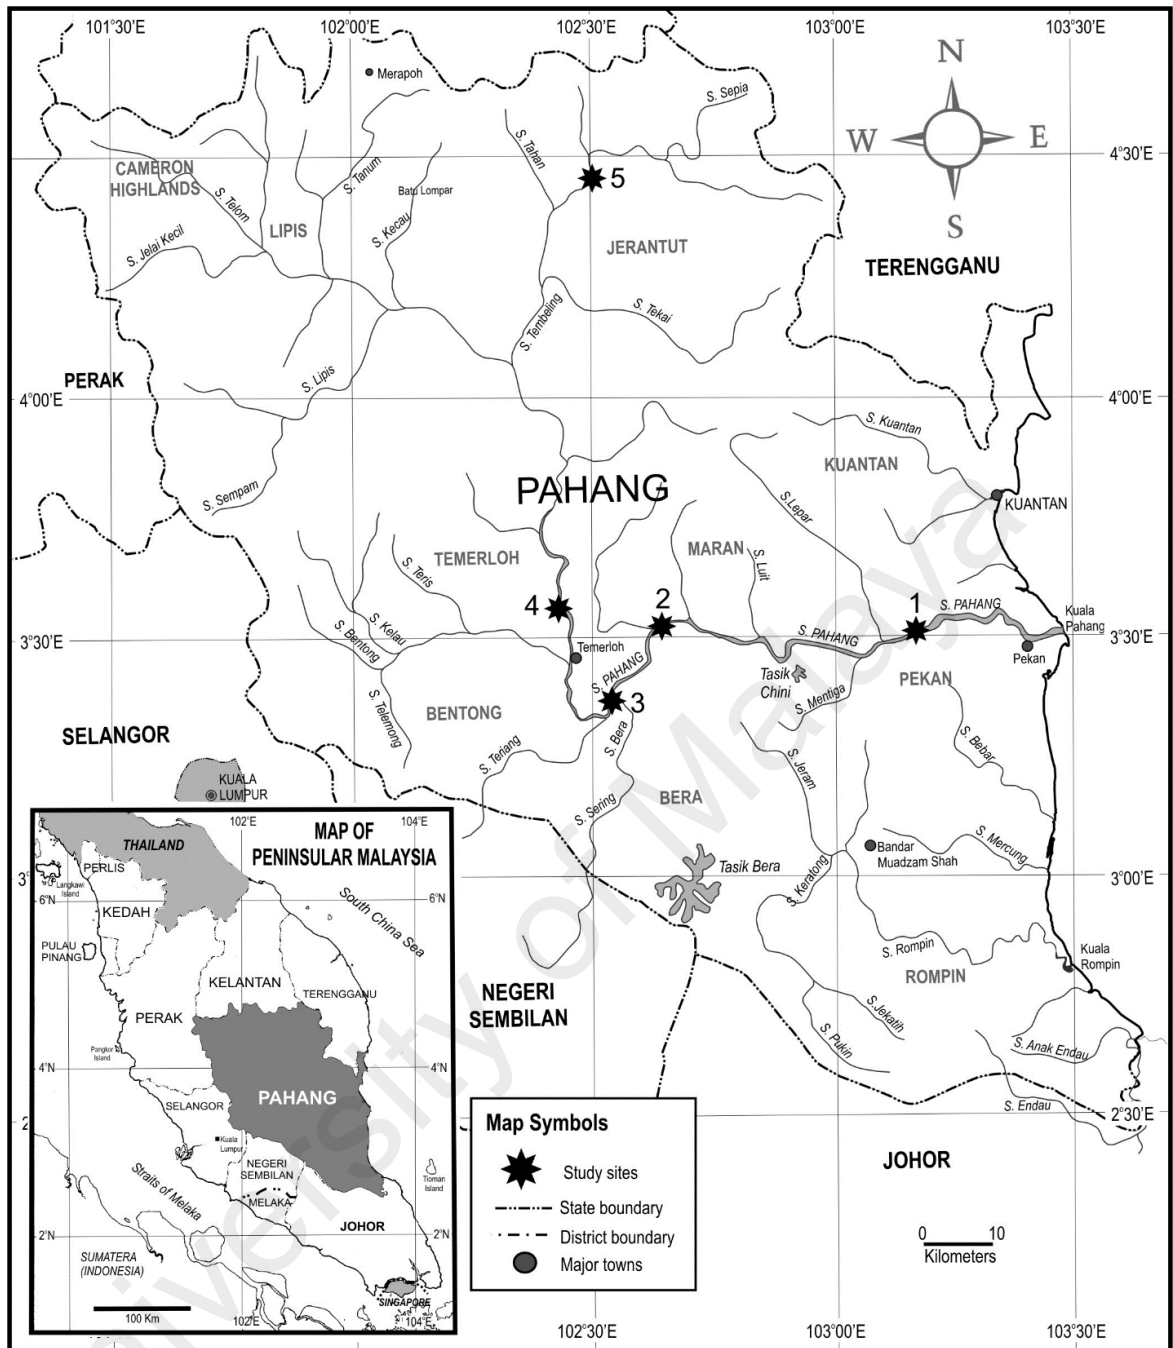 101°30'E 102°00'E 102°30'E 103°00'E 103°30'E
Merapoh
S. Sepia
N
W E
S
S. Tahan
4°30'E
CAMERON
HIGHLANDS
S. Tanum
5
Batu Lompar
S. Telom
LIPIS
S. Kecau
S. Jelai Kecil
JERANTUT
TERENGGANU
S. Tembeling
S. Tekai
PERAK
S. Lipis
4°00'E 4°00'E
S. Kuantan
KUANTAN
S. Sempam
PAHANG
S.Lepar
KUANTAN
TEMERLOH
MARAN
S. Luit
S. Teris
4
2
1
S. PAHANG
Kuala
Pahang
S. Kelau
S. Bentong
Temerloh
S. PAHANG
3°30'E 3°30'E
Pekan
S. PAHANG
Tasik
Chini
PEKAN
S. Mentiga
3
S. Telemong
BENTONG
SELANGOR
S. Bera
S. Teriang
S. Jeram
S. Bebar
KUALA
LUMPUR
BERA
S. Sering
Bandar
Muadzam Shah
S. Mercung
Tasik Bera
S. Keratong
3° 3°00'E
S. Rompin
Kuala
Rompin
ROMPIN
NEGERI
SEMBILAN
S.Jekatih
S. Pukin
S. Anak Endau
S. Endau
2 2°30'E
JOHOR
0 10
Kilometers
102°30'E 103°00'E 103°30'E
MAP OF
PENINSULAR MALAYSIA
102°E 104°E
THAILAND
PERLIS
Langkawi
Island
6°N 6°N
KEDAH
South China Sea
PULAU
PINANG
KELANTAN
TERENGGANU
PERAK
Pangkor
Island
4°N 4°N
PAHANG
SELANGOR
Kuala
Lumpur
NEGERI
SEMBILAN
Tioman
Island
MELAKA
Straits of Melaka
JOHOR
2°N 2°N
SUMATERA
(INDONESIA)
SINGAPORE
100 Km
102°E 104°E
Map Symbols
Study sites
State boundary
District boundary
Major towns
University of Malaya